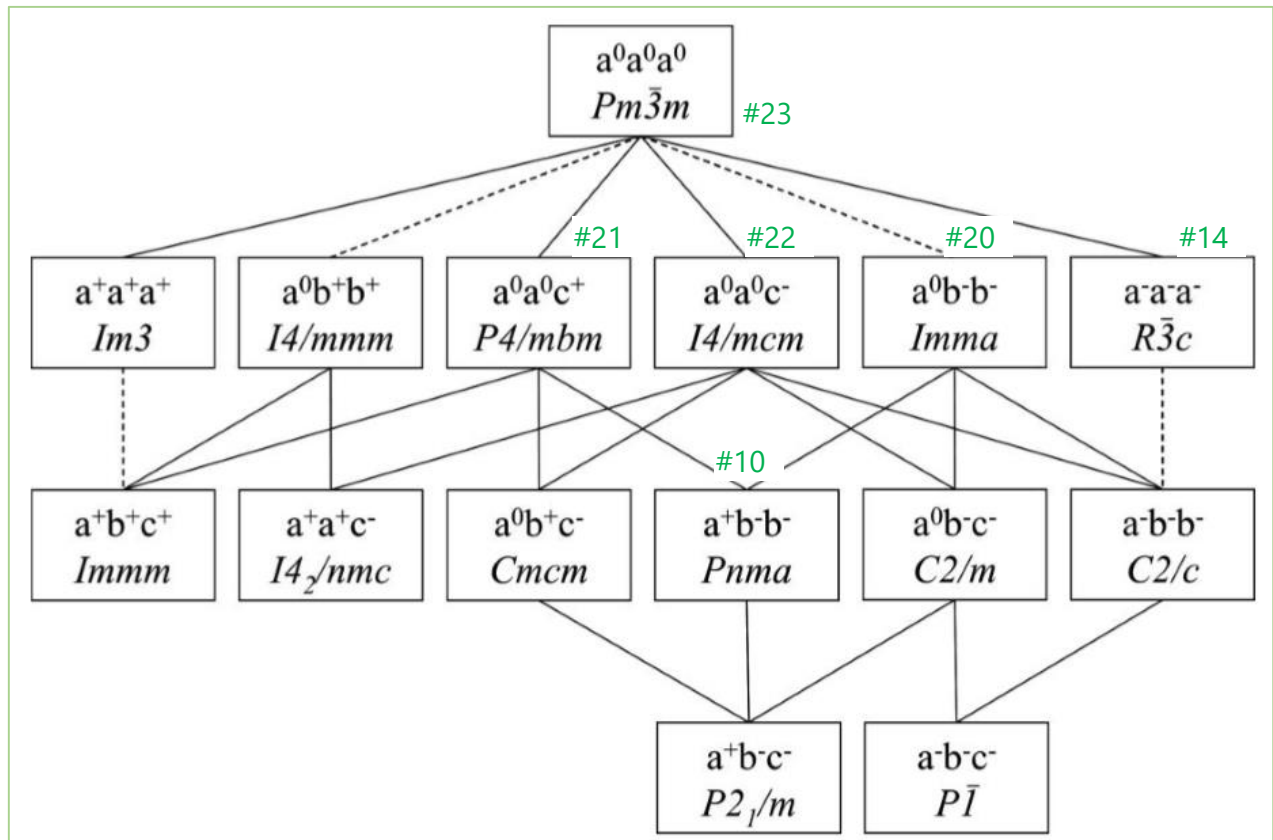 a⁰a⁰a⁰
Pm3̄m
#23
#21
#22
#20
#14
a⁺a⁺a⁺
Im3
a⁰b⁺b⁺
I4/mmm
a⁰a⁰c⁺
P4/mbm
a⁰a⁰c⁻
I4/mcm
a⁰b⁻b⁻
Imma
a⁻a⁻a⁻
R3̄c
#10
a⁺b⁺c⁺
Immm
a⁺a⁺c⁻
I4₂/nmc
a⁰b⁺c⁻
Cmcm
a⁺b⁻b⁻
Pnma
a⁰b⁻c⁻
C2/m
a⁻b⁻b⁻
C2/c
a⁺b⁻c⁻
P2₁/m
a⁻b⁻c⁻
P1̄